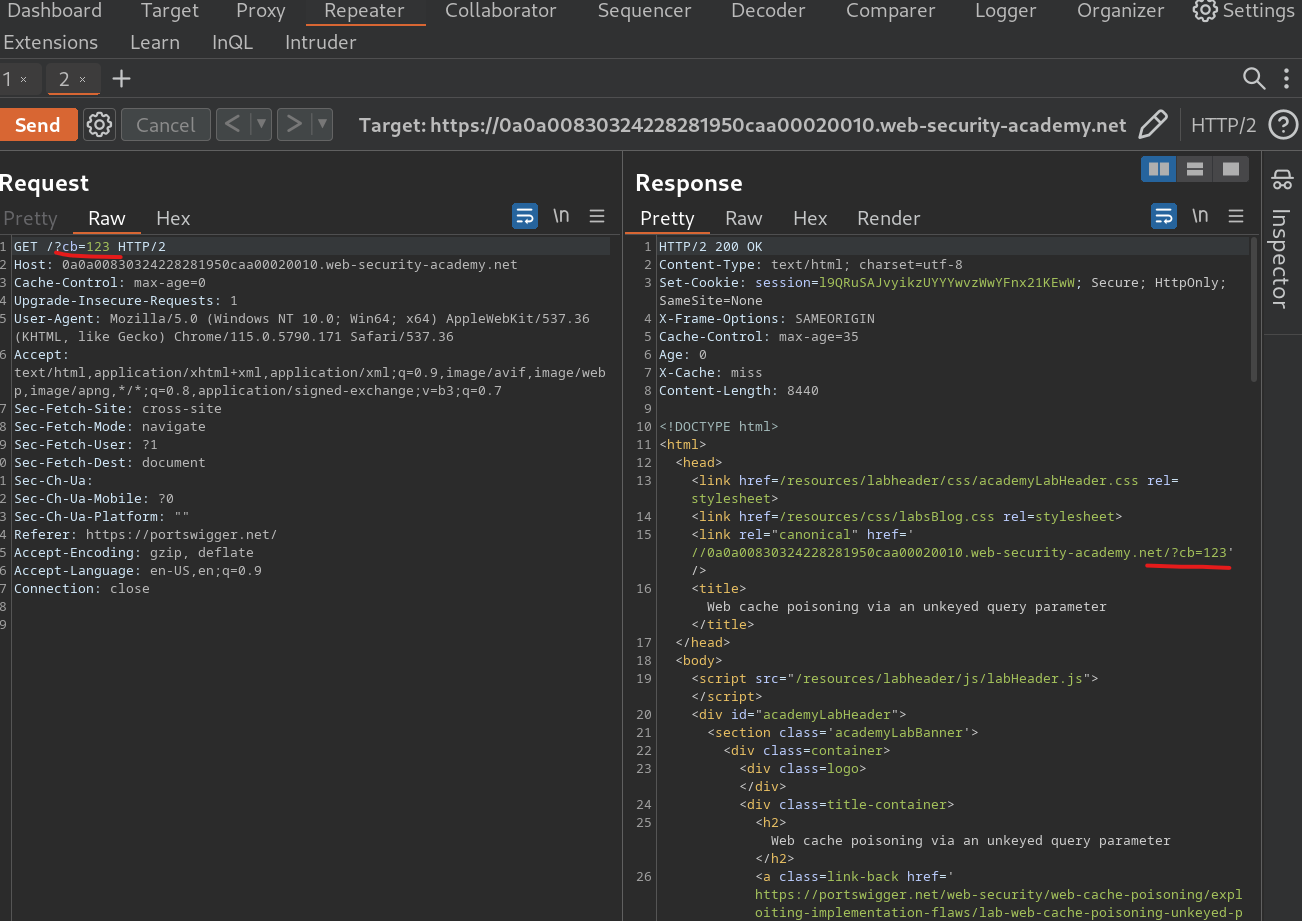 Dashboard Target Proxy Repeater Collaborator Sequencer Decoder Comparer Logger Organizer Settings
Extensions Learn InQL Intruder
1 × 2 × +
Send Cancel < > Target: https://0a0a00830324228281950caa00020010.web-security-academy.net HTTP/2 ?
Request
Pretty Raw Hex \n
1 GET /?cb=123 HTTP/2
2 Host: 0a0a00830324228281950caa00020010.web-security-academy.net
3 Cache-Control: max-age=0
4 Upgrade-Insecure-Requests: 1
5 User-Agent: Mozilla/5.0 (Windows NT 10.0; Win64; x64) AppleWebKit/537.36
(KHTML, like Gecko) Chrome/115.0.5790.171 Safari/537.36
6 Accept:
text/html,application/xhtml+xml,application/xml;q=0.9,image/avif,image/web
p,image/apng,*/*;q=0.8,application/signed-exchange;v=b3;q=0.7
7 Sec-Fetch-Site: cross-site
8 Sec-Fetch-Mode: navigate
9 Sec-Fetch-User: ?1
0 Sec-Fetch-Dest: document
1 Sec-Ch-Ua:
2 Sec-Ch-Ua-Mobile: ?0
3 Sec-Ch-Ua-Platform: ""
4 Referer: https://portswigger.net/
5 Accept-Encoding: gzip, deflate
6 Accept-Language: en-US,en;q=0.9
7 Connection: close
8
9
Response
Pretty Raw Hex Render \n
1 HTTP/2 200 OK
2 Content-Type: text/html; charset=utf-8
3 Set-Cookie: session=l9QRuSAJvyikzUYYYwvzWwYFnx21KEwW; Secure; HttpOnly;
SameSite=None
4 X-Frame-Options: SAMEORIGIN
5 Cache-Control: max-age=35
6 Age: 0
7 X-Cache: miss
8 Content-Length: 8440
9
10 <!DOCTYPE html>
11 <html>
12 <head>
13 <link href=/resources/labheader/css/academyLabHeader.css rel=
stylesheet>
14 <link href=/resources/css/labsBlog.css rel=stylesheet>
15 <link rel="canonical" href='
//0a0a00830324228281950caa00020010.web-security-academy.net/?cb=123'
/>
16 <title>
Web cache poisoning via an unkeyed query parameter
</title>
17 </head>
18 <body>
19 <script src="/resources/labheader/js/labHeader.js">
</script>
20 <div id="academyLabHeader">
21 <section class='academyLabBanner'>
22 <div class=container>
23 <div class=logo>
</div>
24 <div class=title-container>
25 <h2>
Web cache poisoning via an unkeyed query parameter
</h2>
26 <a class=link-back href='
https://portswigger.net/web-security/web-cache-poisoning/expl
oiting-implementation-flaws/lab-web-cache-poisoning-unkeyed-p
Inspector